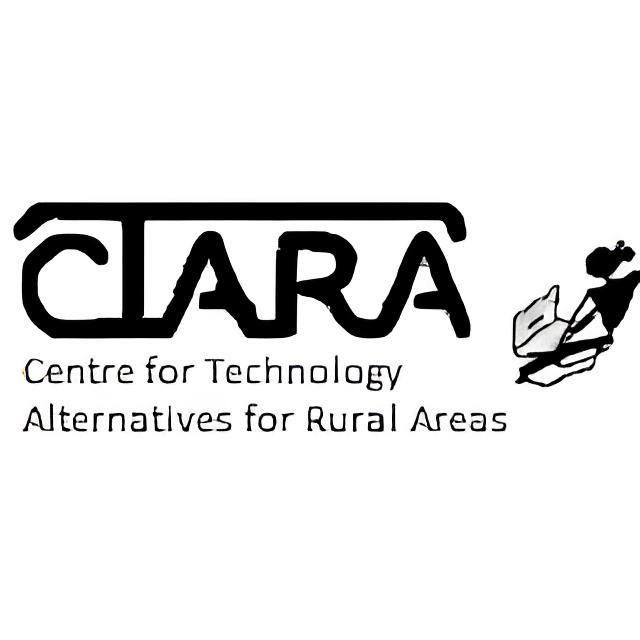 CTARA
Centre for Technology
Alternatives for Rural Areas